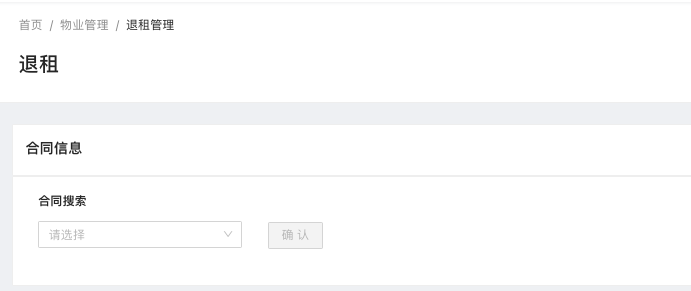 首页 / 物业管理 / 退租管理
退租
合同信息
合同搜索
请选择 确 认